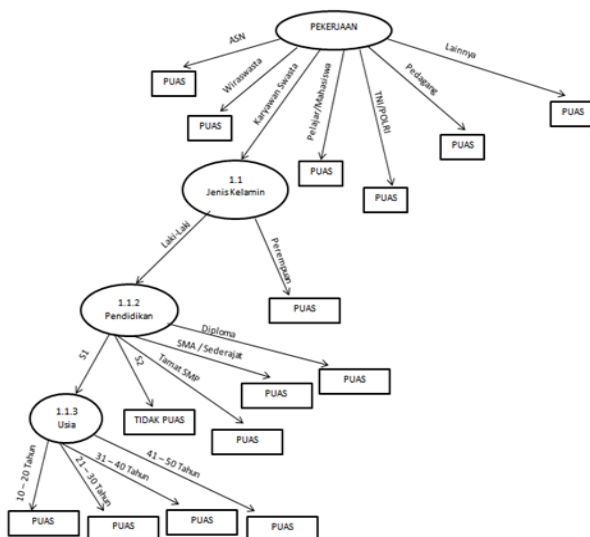 PEKERJAAN
ASN
Wiraswasta
Karyawan Swasta
Pelajar/Mahasiswa
TNI/POLRI
Pedagang
Lainnya
PUAS
PUAS
PUAS
PUAS
PUAS
PUAS
1.1
Jenis Kelamin
Laki-Laki
Perempuan
PUAS
1.1.2
Pendidikan
S1
S2
Tamat SMP
SMA / Sederajat
Diploma
TIDAK PUAS
PUAS
PUAS
PUAS
1.1.3
Usia
10 – 20 Tahun
21 – 30 Tahun
31 – 40 Tahun
41 – 50 Tahun
PUAS
PUAS
PUAS
PUAS